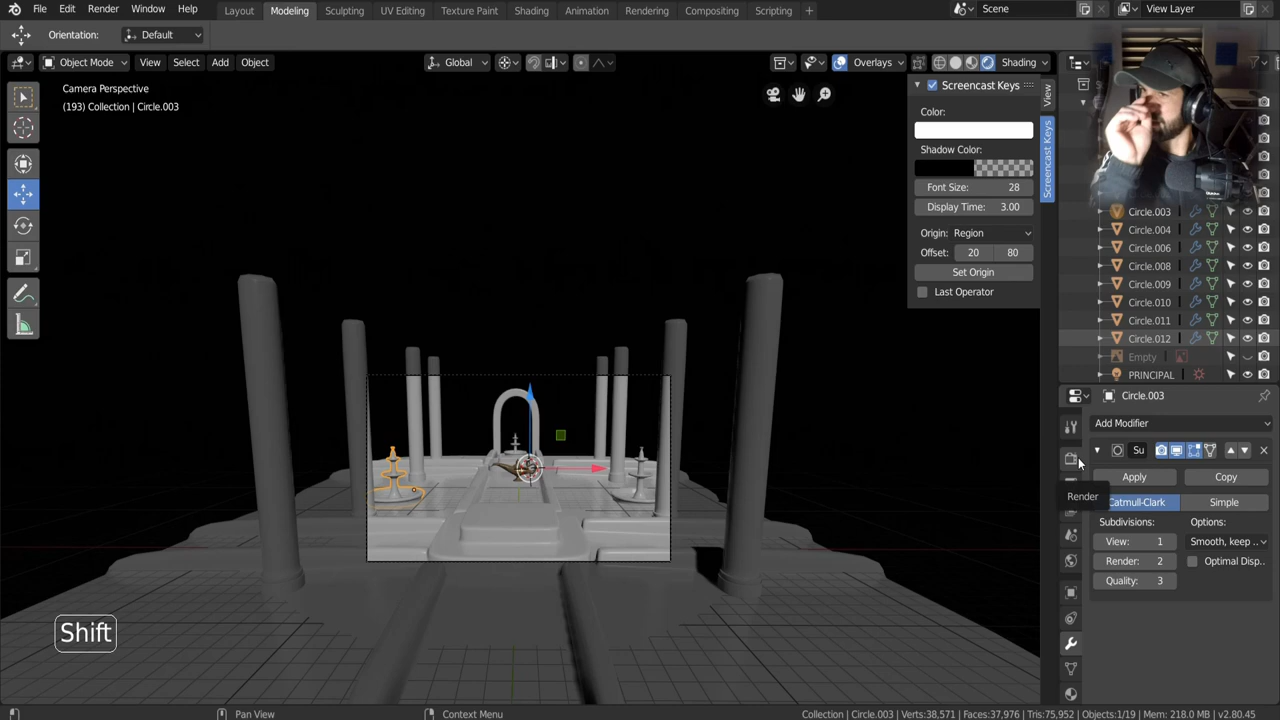 File Edit Render Window Help
Layout Modeling Sculpting UV Editing Texture Paint Shading Animation Rendering Compositing Scripting +
Scene
View Layer
Orientation: Default
Object Mode View Select Add Object
Global
Overlays
Shading
Camera Perspective
(193) Collection | Circle.003
Screencast Keys
Color:
Shadow Color:
Font Size: 28
Display Time: 3.00
Origin: Region
Offset: 20 80
Set Origin
Last Operator
View
Screencast Keys
Circle.003
Circle.004
Circle.006
Circle.008
Circle.009
Circle.010
Circle.011
Circle.012
Empty
PRINCIPAL
Circle.003
Add Modifier
Su
Apply Copy
Render
Catmull-Clark Simple
Subdivisions: Options:
View: 1 Smooth, keep ..
Render: 2 Optimal Disp..
Quality: 3
Shift
Pan View
Context Menu
Collection | Circle.003 | Verts:38,571 | Faces:37,976 | Tris:75,952 | Objects:1/19 | Mem: 218.0 MB | v2.80.45